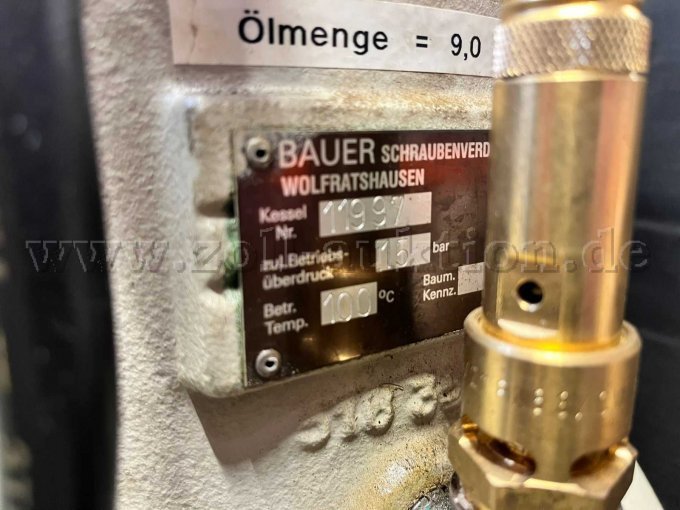 Ölmenge = 9,0
BAUER SCHRAUBENVERD
WOLFRATSHAUSEN
Kessel Nr. 11997
zul. Betriebs-
überdruck 15 bar
Baum. Kennz.
Betr. Temp. 100 °C
www.zoll-auktion.de